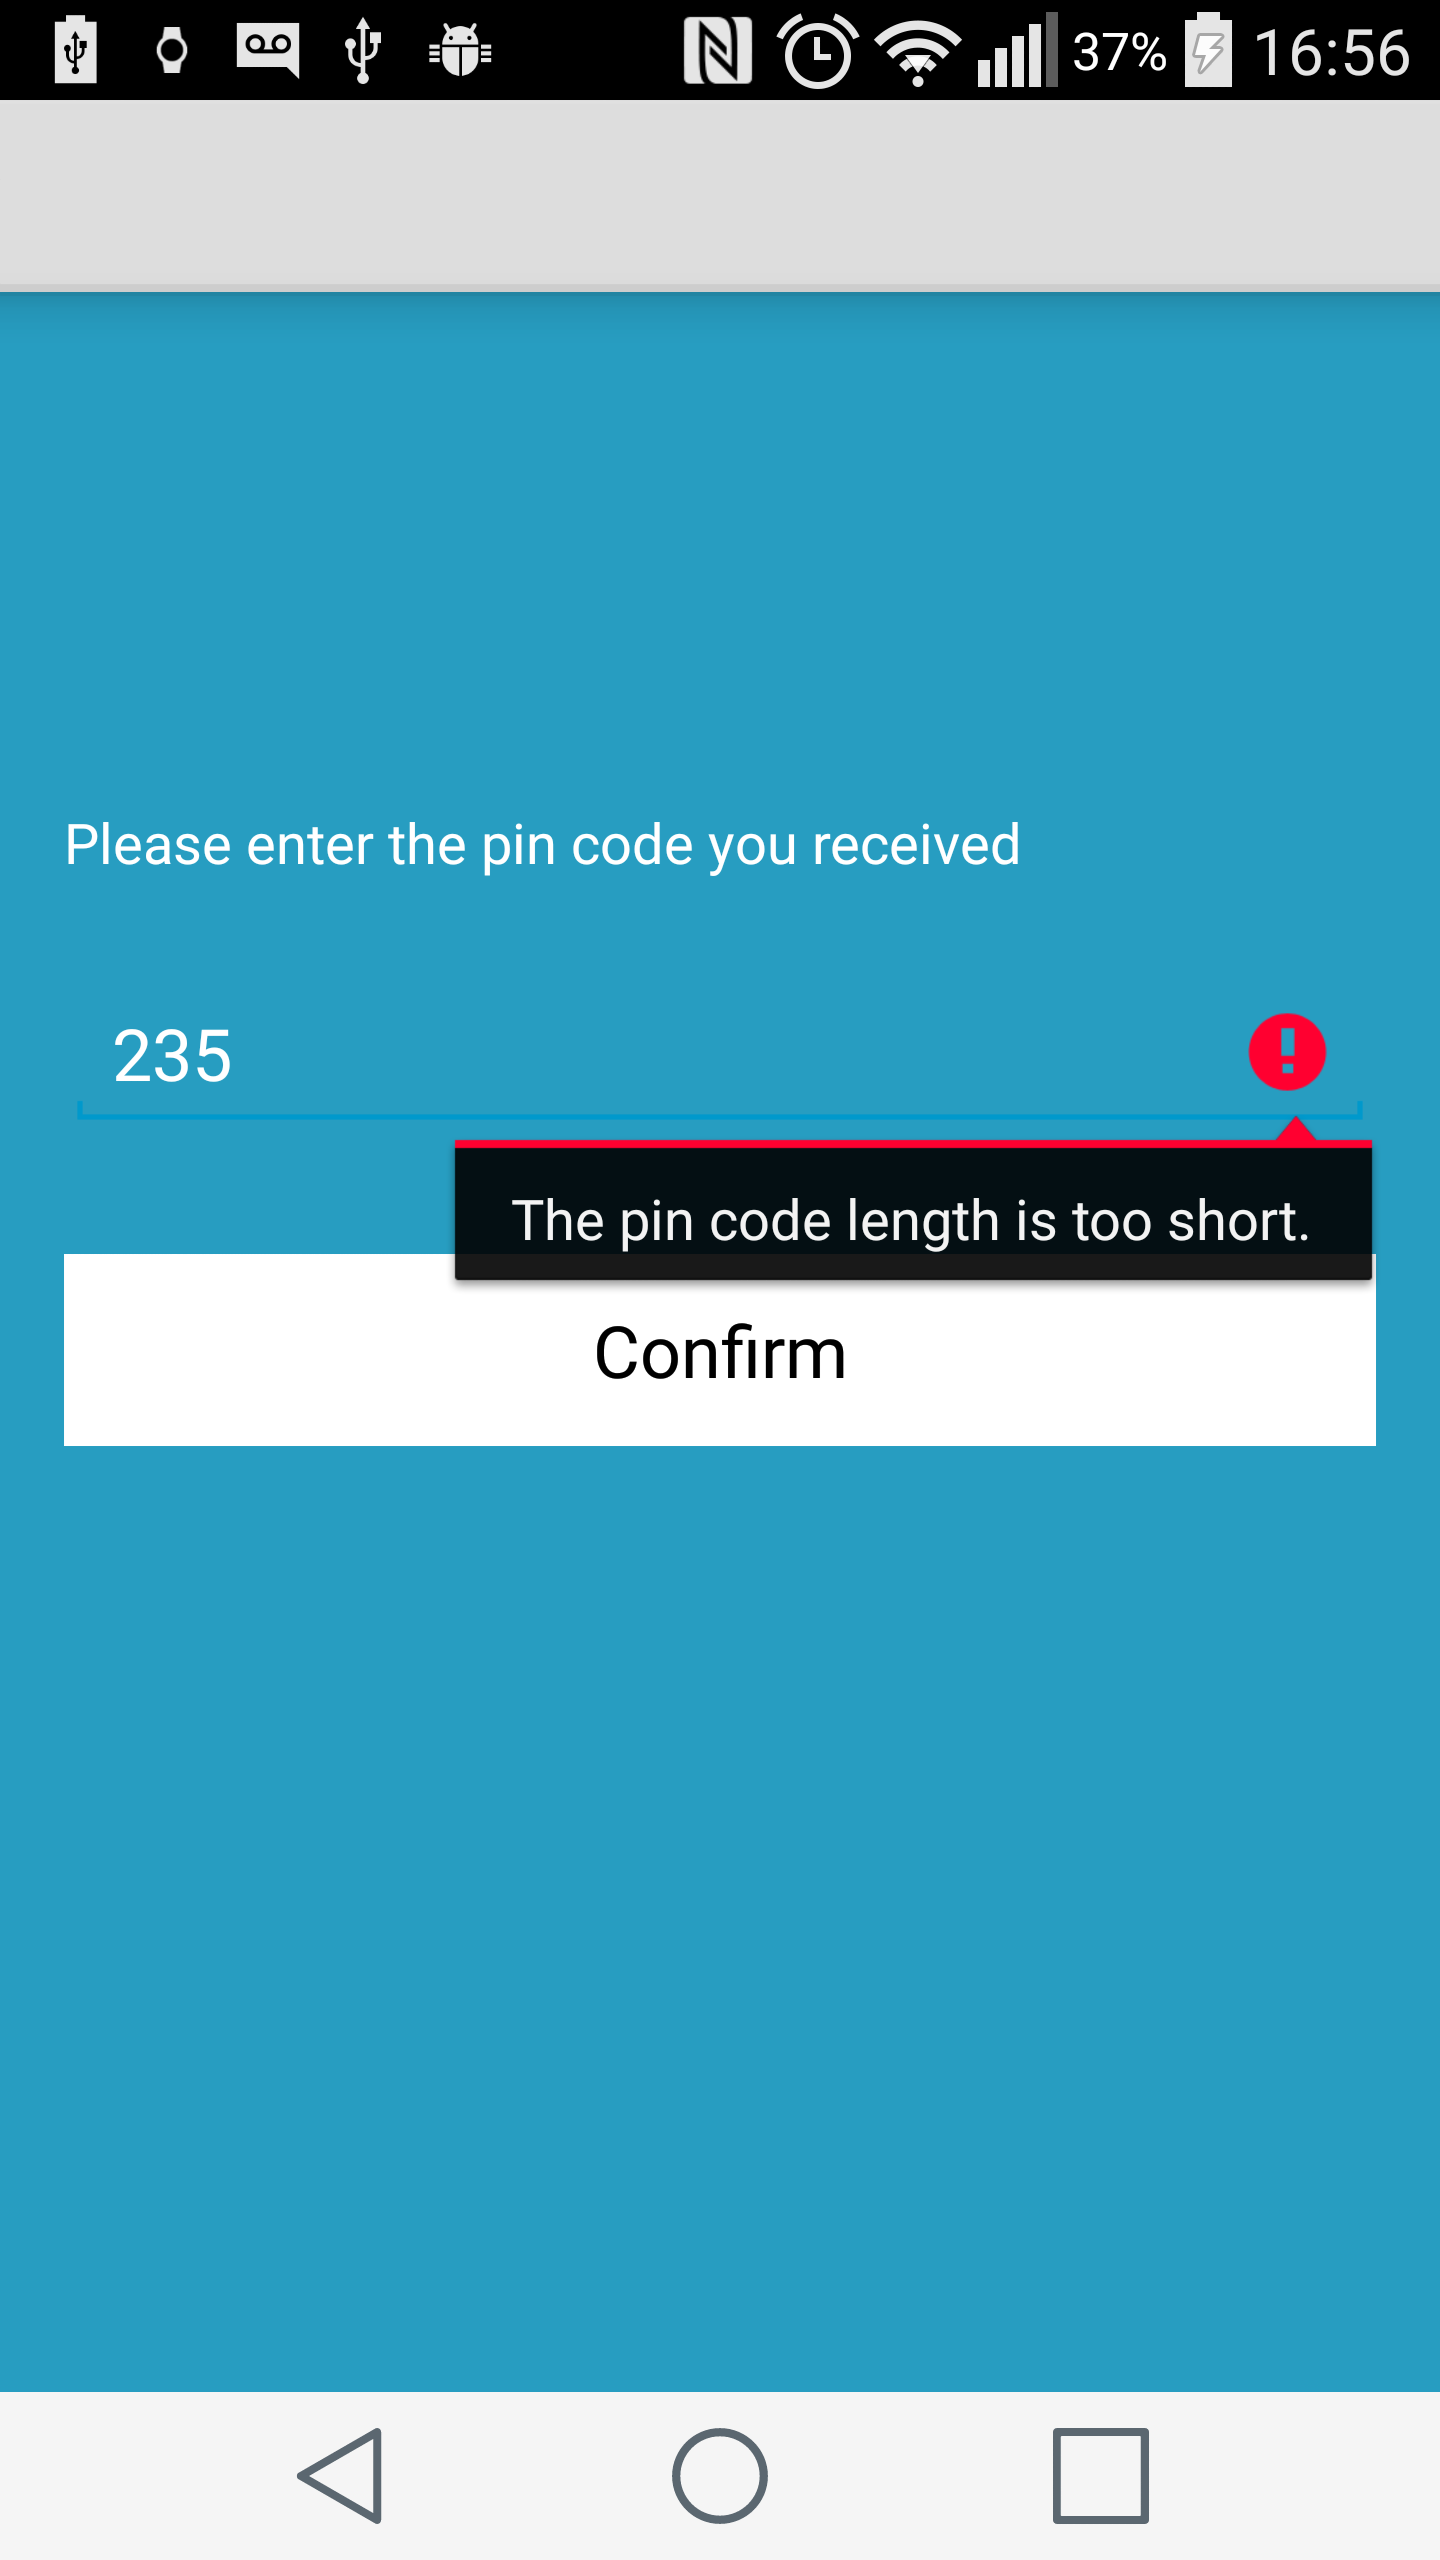 37% 16:56
Please enter the pin code you received
235
The pin code length is too short.
Confirm